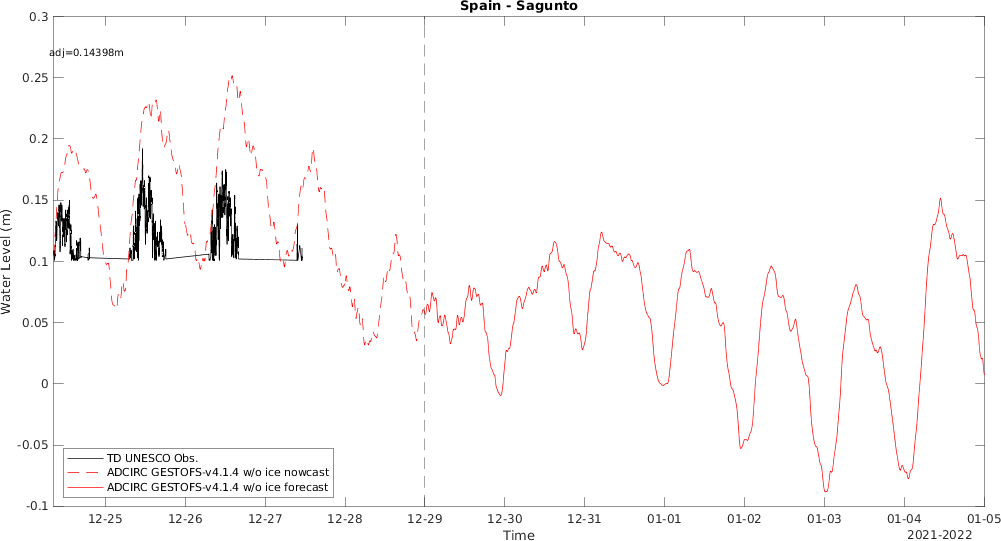 Spain - Sagunto
adj=0.14398m
0.3
0.25
0.2
0.15
0.1
0.05
0
-0.05
-0.1
Water Level (m)
TD UNESCO Obs.
ADCIRC GESTOFS-v4.1.4 w/o ice nowcast
ADCIRC GESTOFS-v4.1.4 w/o ice forecast
12-25 12-26 12-27 12-28 12-29 12-30 12-31 01-01 01-02 01-03 01-04 01-05
Time
2021-2022